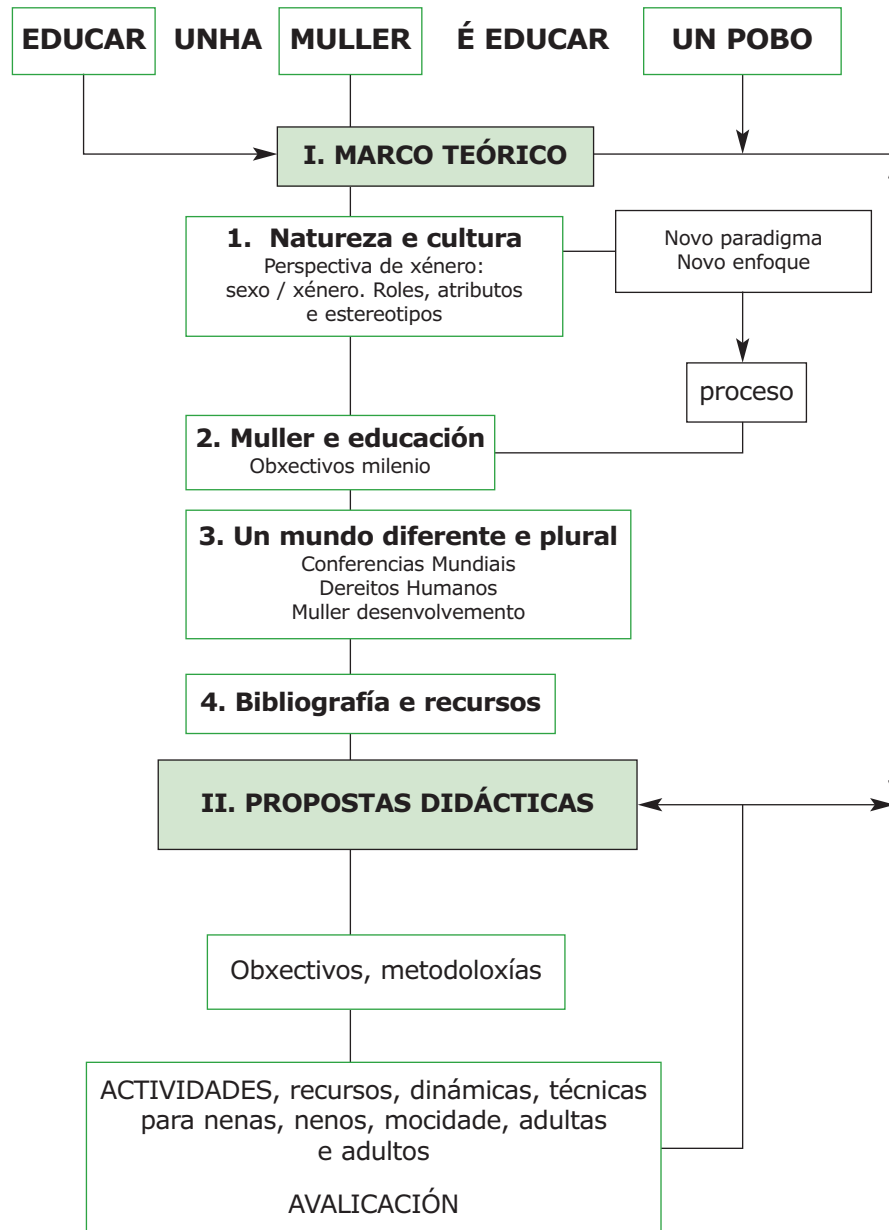 EDUCAR UNHA MULLER É EDUCAR UN POBO
I. MARCO TEÓRICO
1. Natureza e cultura
Perspectiva de xénero:
sexo / xénero. Roles, atributos
e estereotipos
Novo paradigma
Novo enfoque
proceso
2. Muller e educación
Obxectivos milenio
3. Un mundo diferente e plural
Conferencias Mundiais
Dereitos Humanos
Muller desenvolvemento
4. Bibliografía e recursos
II. PROPOSTAS DIDÁCTICAS
Obxectivos, metodoloxías
ACTIVIDADES, recursos, dinámicas, técnicas
para nenas, nenos, mocidade, adultas
e adultos
AVALICACIÓN